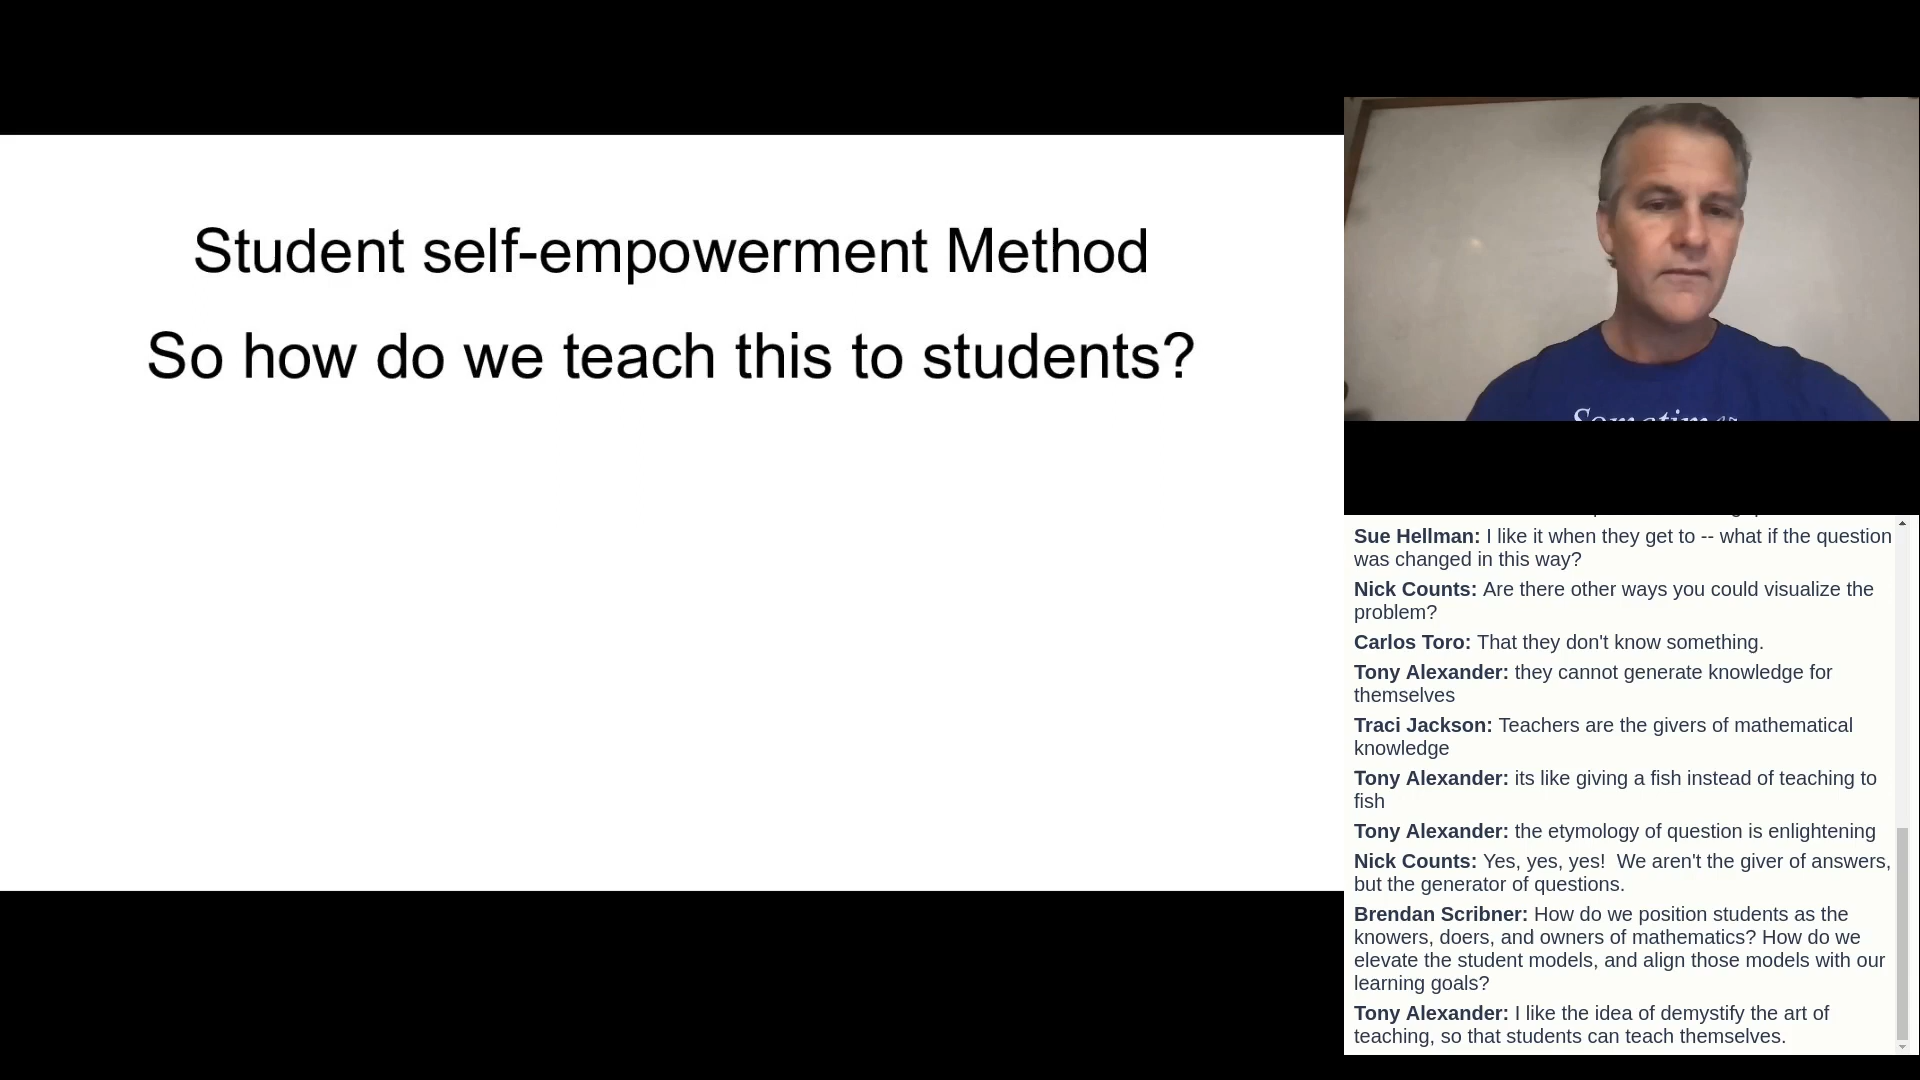 Student self-empowerment Method
So how do we teach this to students?
Sometimes
Sue Hellman: I like it when they get to -- what if the question
was changed in this way?
Nick Counts: Are there other ways you could visualize the
problem?
Carlos Toro: That they don't know something.
Tony Alexander: they cannot generate knowledge for
themselves
Traci Jackson: Teachers are the givers of mathematical
knowledge
Tony Alexander: its like giving a fish instead of teaching to
fish
Tony Alexander: the etymology of question is enlightening
Nick Counts: Yes, yes, yes!  We aren't the giver of answers,
but the generator of questions.
Brendan Scribner: How do we position students as the
knowers, doers, and owners of mathematics? How do we
elevate the student models, and align those models with our
learning goals?
Tony Alexander: I like the idea of demystify the art of
teaching, so that students can teach themselves.